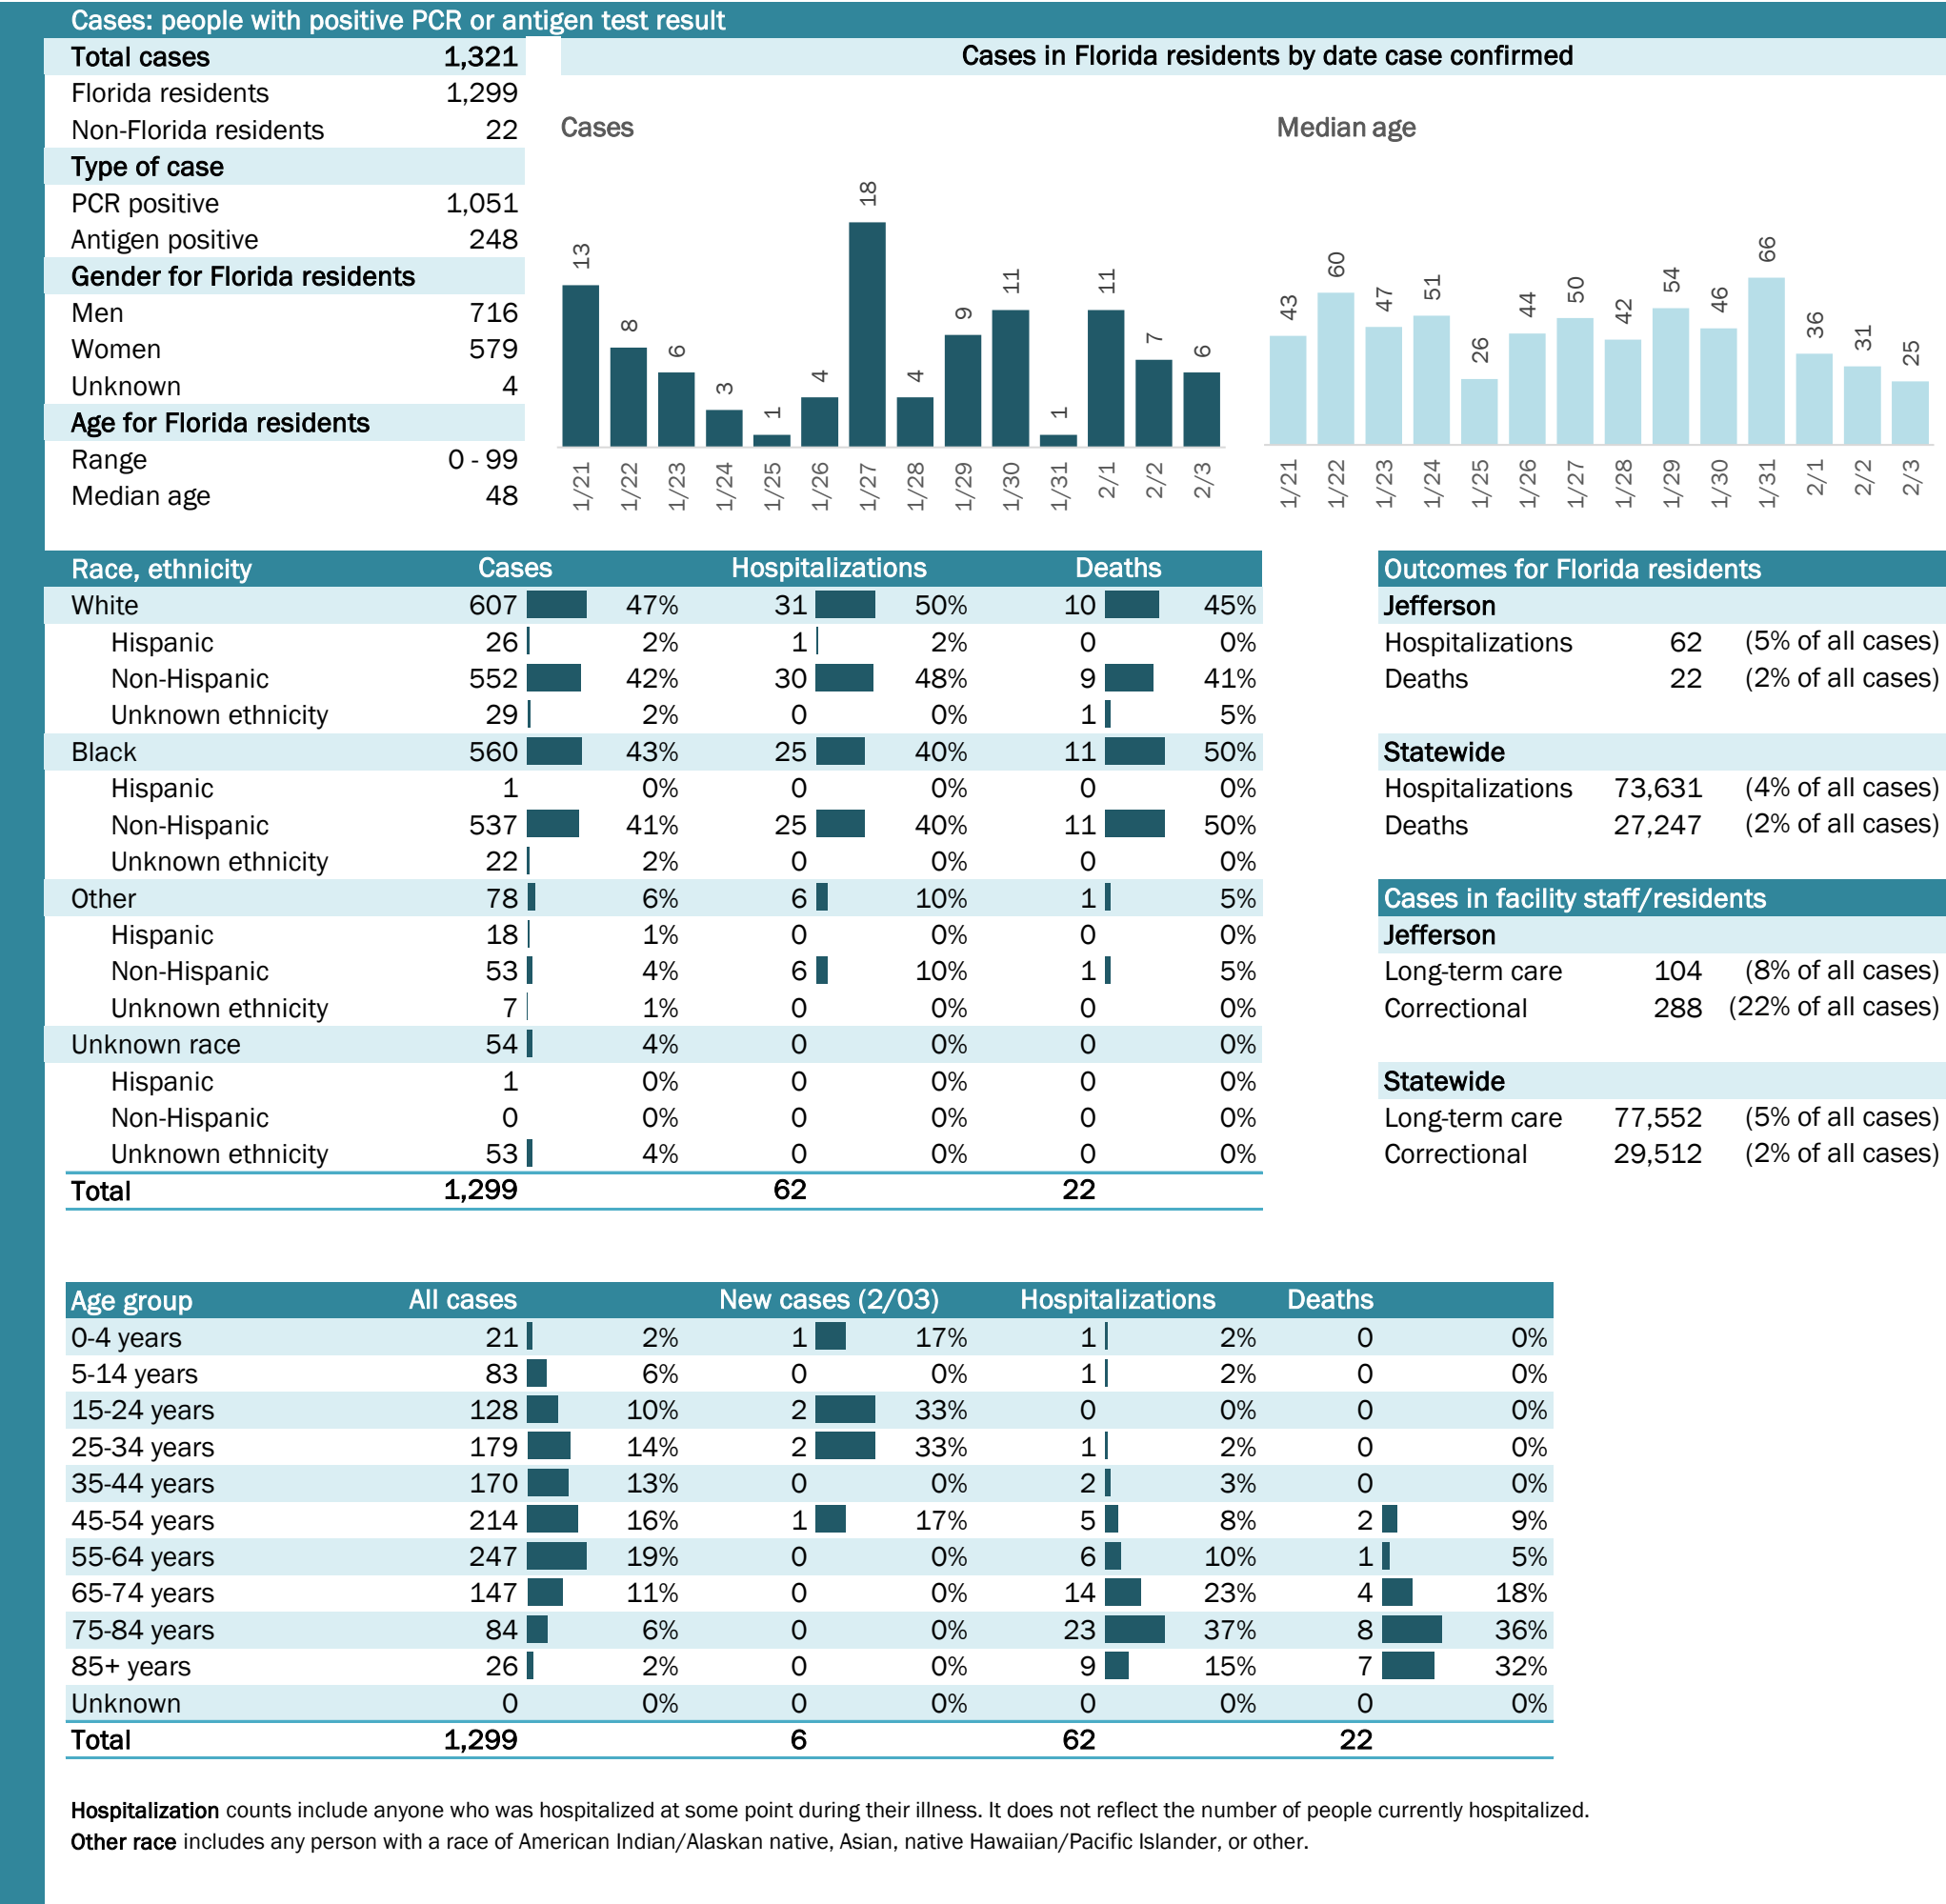 Cases: people with positive PCR or antigen test result
Total cases 1,321
Florida residents 1,299
Non-Florida residents 22
Type of case
PCR positive 1,051
Antigen positive 248
Gender for Florida residents
Men 716
Women 579
Unknown 4
Age for Florida residents
Range 0 - 99
Median age 48
Cases in Florida residents by date case confirmed
Cases
13 8 6 3 1 4 18 4 9 11 1 11 7 6
1/21 1/22 1/23 1/24 1/25 1/26 1/27 1/28 1/29 1/30 1/31 2/1 2/2 2/3
Median age
43 60 47 51 26 44 50 42 54 46 66 36 31 25
1/21 1/22 1/23 1/24 1/25 1/26 1/27 1/28 1/29 1/30 1/31 2/1 2/2 2/3
Race, ethnicity Cases Hospitalizations Deaths
White 607 47% 31 50% 10 45%
Hispanic 26 2% 1 2% 0 0%
Non-Hispanic 552 42% 30 48% 9 41%
Unknown ethnicity 29 2% 0 0% 1 5%
Black 560 43% 25 40% 11 50%
Hispanic 1 0% 0 0% 0 0%
Non-Hispanic 537 41% 25 40% 11 50%
Unknown ethnicity 22 2% 0 0% 0 0%
Other 78 6% 6 10% 1 5%
Hispanic 18 1% 0 0% 0 0%
Non-Hispanic 53 4% 6 10% 1 5%
Unknown ethnicity 7 1% 0 0% 0 0%
Unknown race 54 4% 0 0% 0 0%
Hispanic 1 0% 0 0% 0 0%
Non-Hispanic 0 0% 0 0% 0 0%
Unknown ethnicity 53 4% 0 0% 0 0%
Total 1,299 62 22
Outcomes for Florida residents
Jefferson
Hospitalizations 62 (5% of all cases)
Deaths 22 (2% of all cases)
Statewide
Hospitalizations 73,631 (4% of all cases)
Deaths 27,247 (2% of all cases)
Cases in facility staff/residents
Jefferson
Long-term care 104 (8% of all cases)
Correctional 288 (22% of all cases)
Statewide
Long-term care 77,552 (5% of all cases)
Correctional 29,512 (2% of all cases)
Age group All cases New cases (2/03) Hospitalizations Deaths
0-4 years 21 2% 1 17% 1 2% 0 0%
5-14 years 83 6% 0 0% 1 2% 0 0%
15-24 years 128 10% 2 33% 0 0% 0 0%
25-34 years 179 14% 2 33% 1 2% 0 0%
35-44 years 170 13% 0 0% 2 3% 0 0%
45-54 years 214 16% 1 17% 5 8% 2 9%
55-64 years 247 19% 0 0% 6 10% 1 5%
65-74 years 147 11% 0 0% 14 23% 4 18%
75-84 years 84 6% 0 0% 23 37% 8 36%
85+ years 26 2% 0 0% 9 15% 7 32%
Unknown 0 0% 0 0% 0 0% 0 0%
Total 1,299 6 62 22
Hospitalization counts include anyone who was hospitalized at some point during their illness. It does not reflect the number of people currently hospitalized.
Other race includes any person with a race of American Indian/Alaskan native, Asian, native Hawaiian/Pacific Islander, or other.